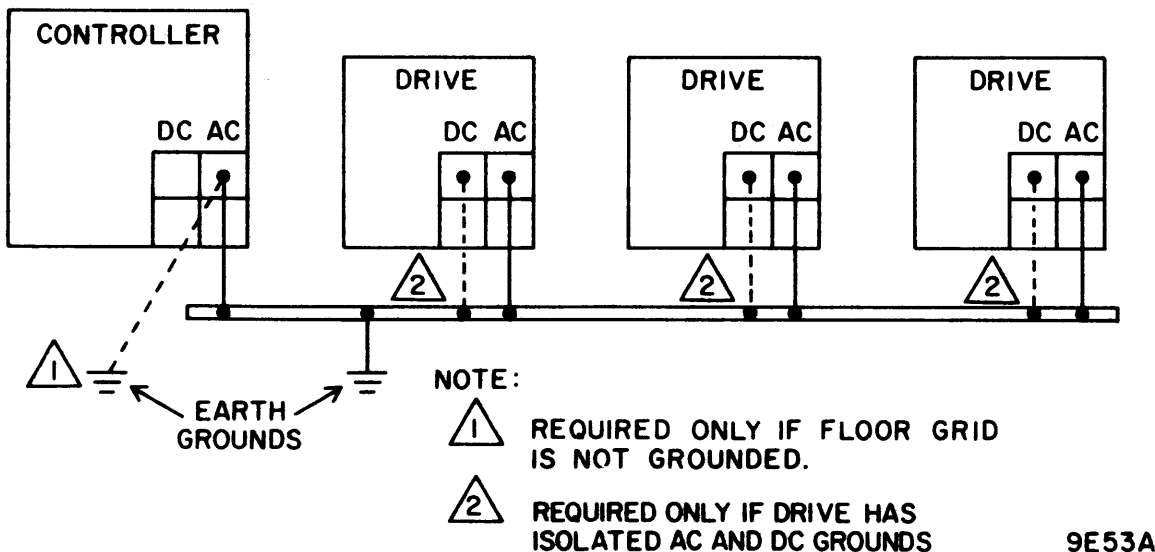 CONTROLLER
DRIVE
DRIVE
DRIVE
DC AC
DC AC
DC AC
DC AC
2
2
2
1
EARTH
GROUNDS
NOTE:
1 REQUIRED ONLY IF FLOOR GRID
IS NOT GROUNDED.
2 REQUIRED ONLY IF DRIVE HAS
ISOLATED AC AND DC GROUNDS
9E53A